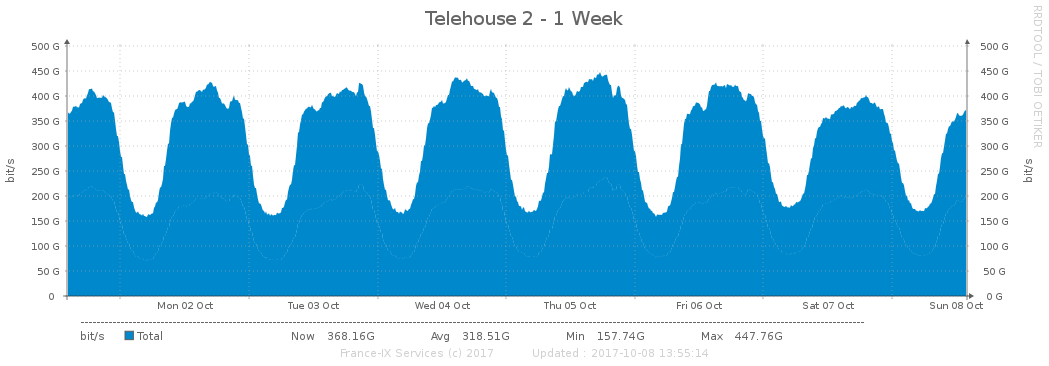 Telehouse 2 - 1 Week
RRDTOOL / TOBI OETIKER
500 G 500 G
450 G 450 G
400 G 400 G
350 G 350 G
300 G 300 G
250 G 250 G
200 G 200 G
150 G 150 G
100 G 100 G
50 G 50 G
0 0 G
bit/s
bit/s
Mon 02 Oct Tue 03 Oct Wed 04 Oct Thu 05 Oct Fri 06 Oct Sat 07 Oct Sun 08 Oct
bit/s Total Now 368.16G Avg 318.51G Min 157.74G Max 447.76G
France-IX Services (c) 2017 Updated : 2017-10-08 13:55:14